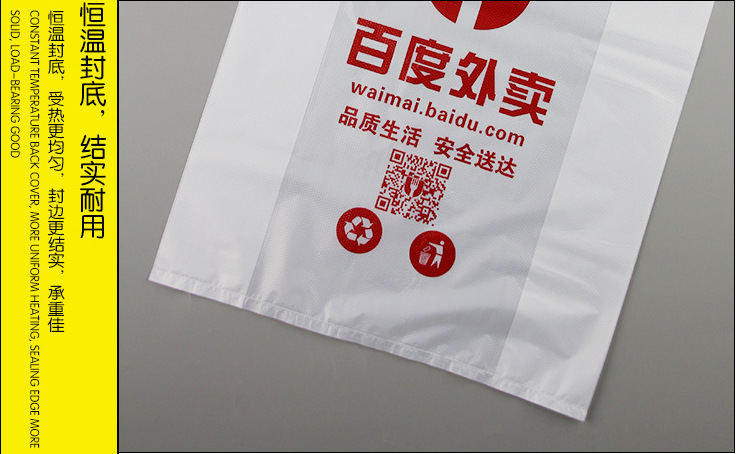 恒温封底，结实耐用
恒温封底，受热更均匀，封边更结实，承重佳
CONSTANT TEMPERATURE BACK COVER, MORE UNIFORM HEATING, SEALING EDGE MORE
SOLID, LOAD-BEARING GOOD
百度外卖
waimai.baidu.com
品质生活 安全送达